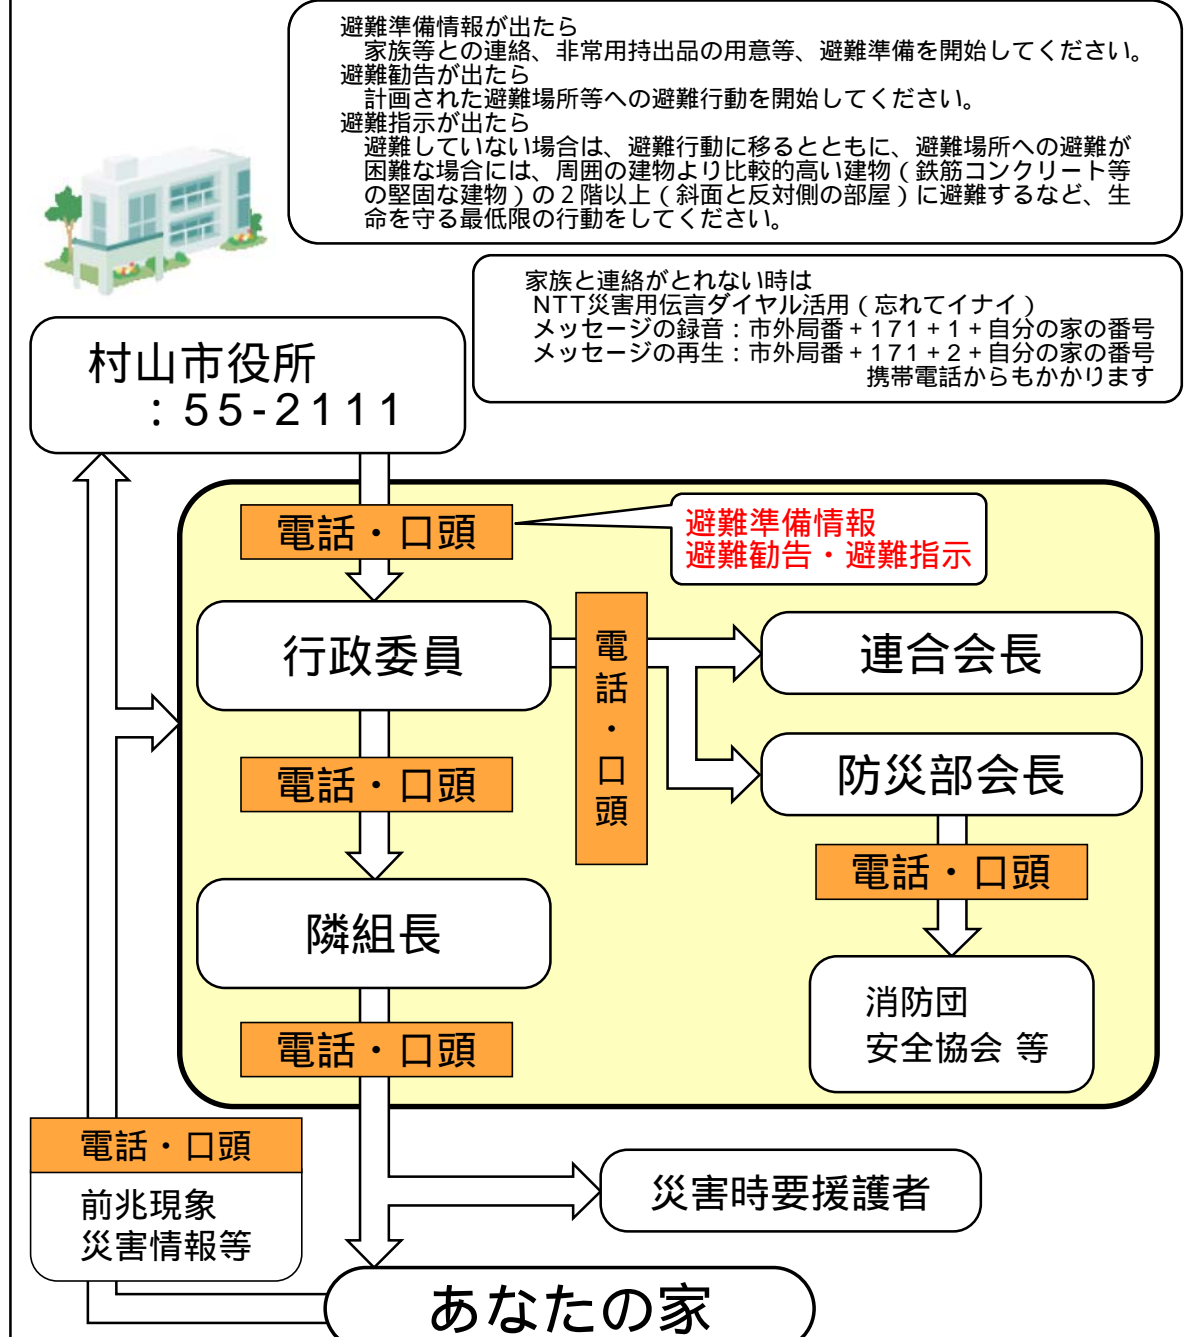 避難準備情報が出たら
家族等との連絡、非常用持出品の用意等、避難準備を開始してください。
避難勧告が出たら
計画された避難場所等への避難行動を開始してください。
避難指示が出たら
避難していない場合は、避難行動に移るとともに、避難場所への避難が
困難な場合には、周囲の建物より比較的高い建物（鉄筋コンクリート等
の堅固な建物）の２階以上（斜面と反対側の部屋）に避難するなど、生
命を守る最低限の行動をしてください。
家族と連絡がとれない時は
NTT災害用伝言ダイヤル活用（忘れてイナイ）
メッセージの録音：市外局番+171+1+自分の家の番号
メッセージの再生：市外局番+171+2+自分の家の番号
携帯電話からもかかります
村山市役所
：55-2111
電話・口頭
避難準備情報
避難勧告・避難指示
行政委員
電話・口頭
連合会長
電話・口頭
防災部会長
電話・口頭
隣組長
消防団
安全協会 等
電話・口頭
電話・口頭
前兆現象
災害情報等
災害時要援護者
あなたの家